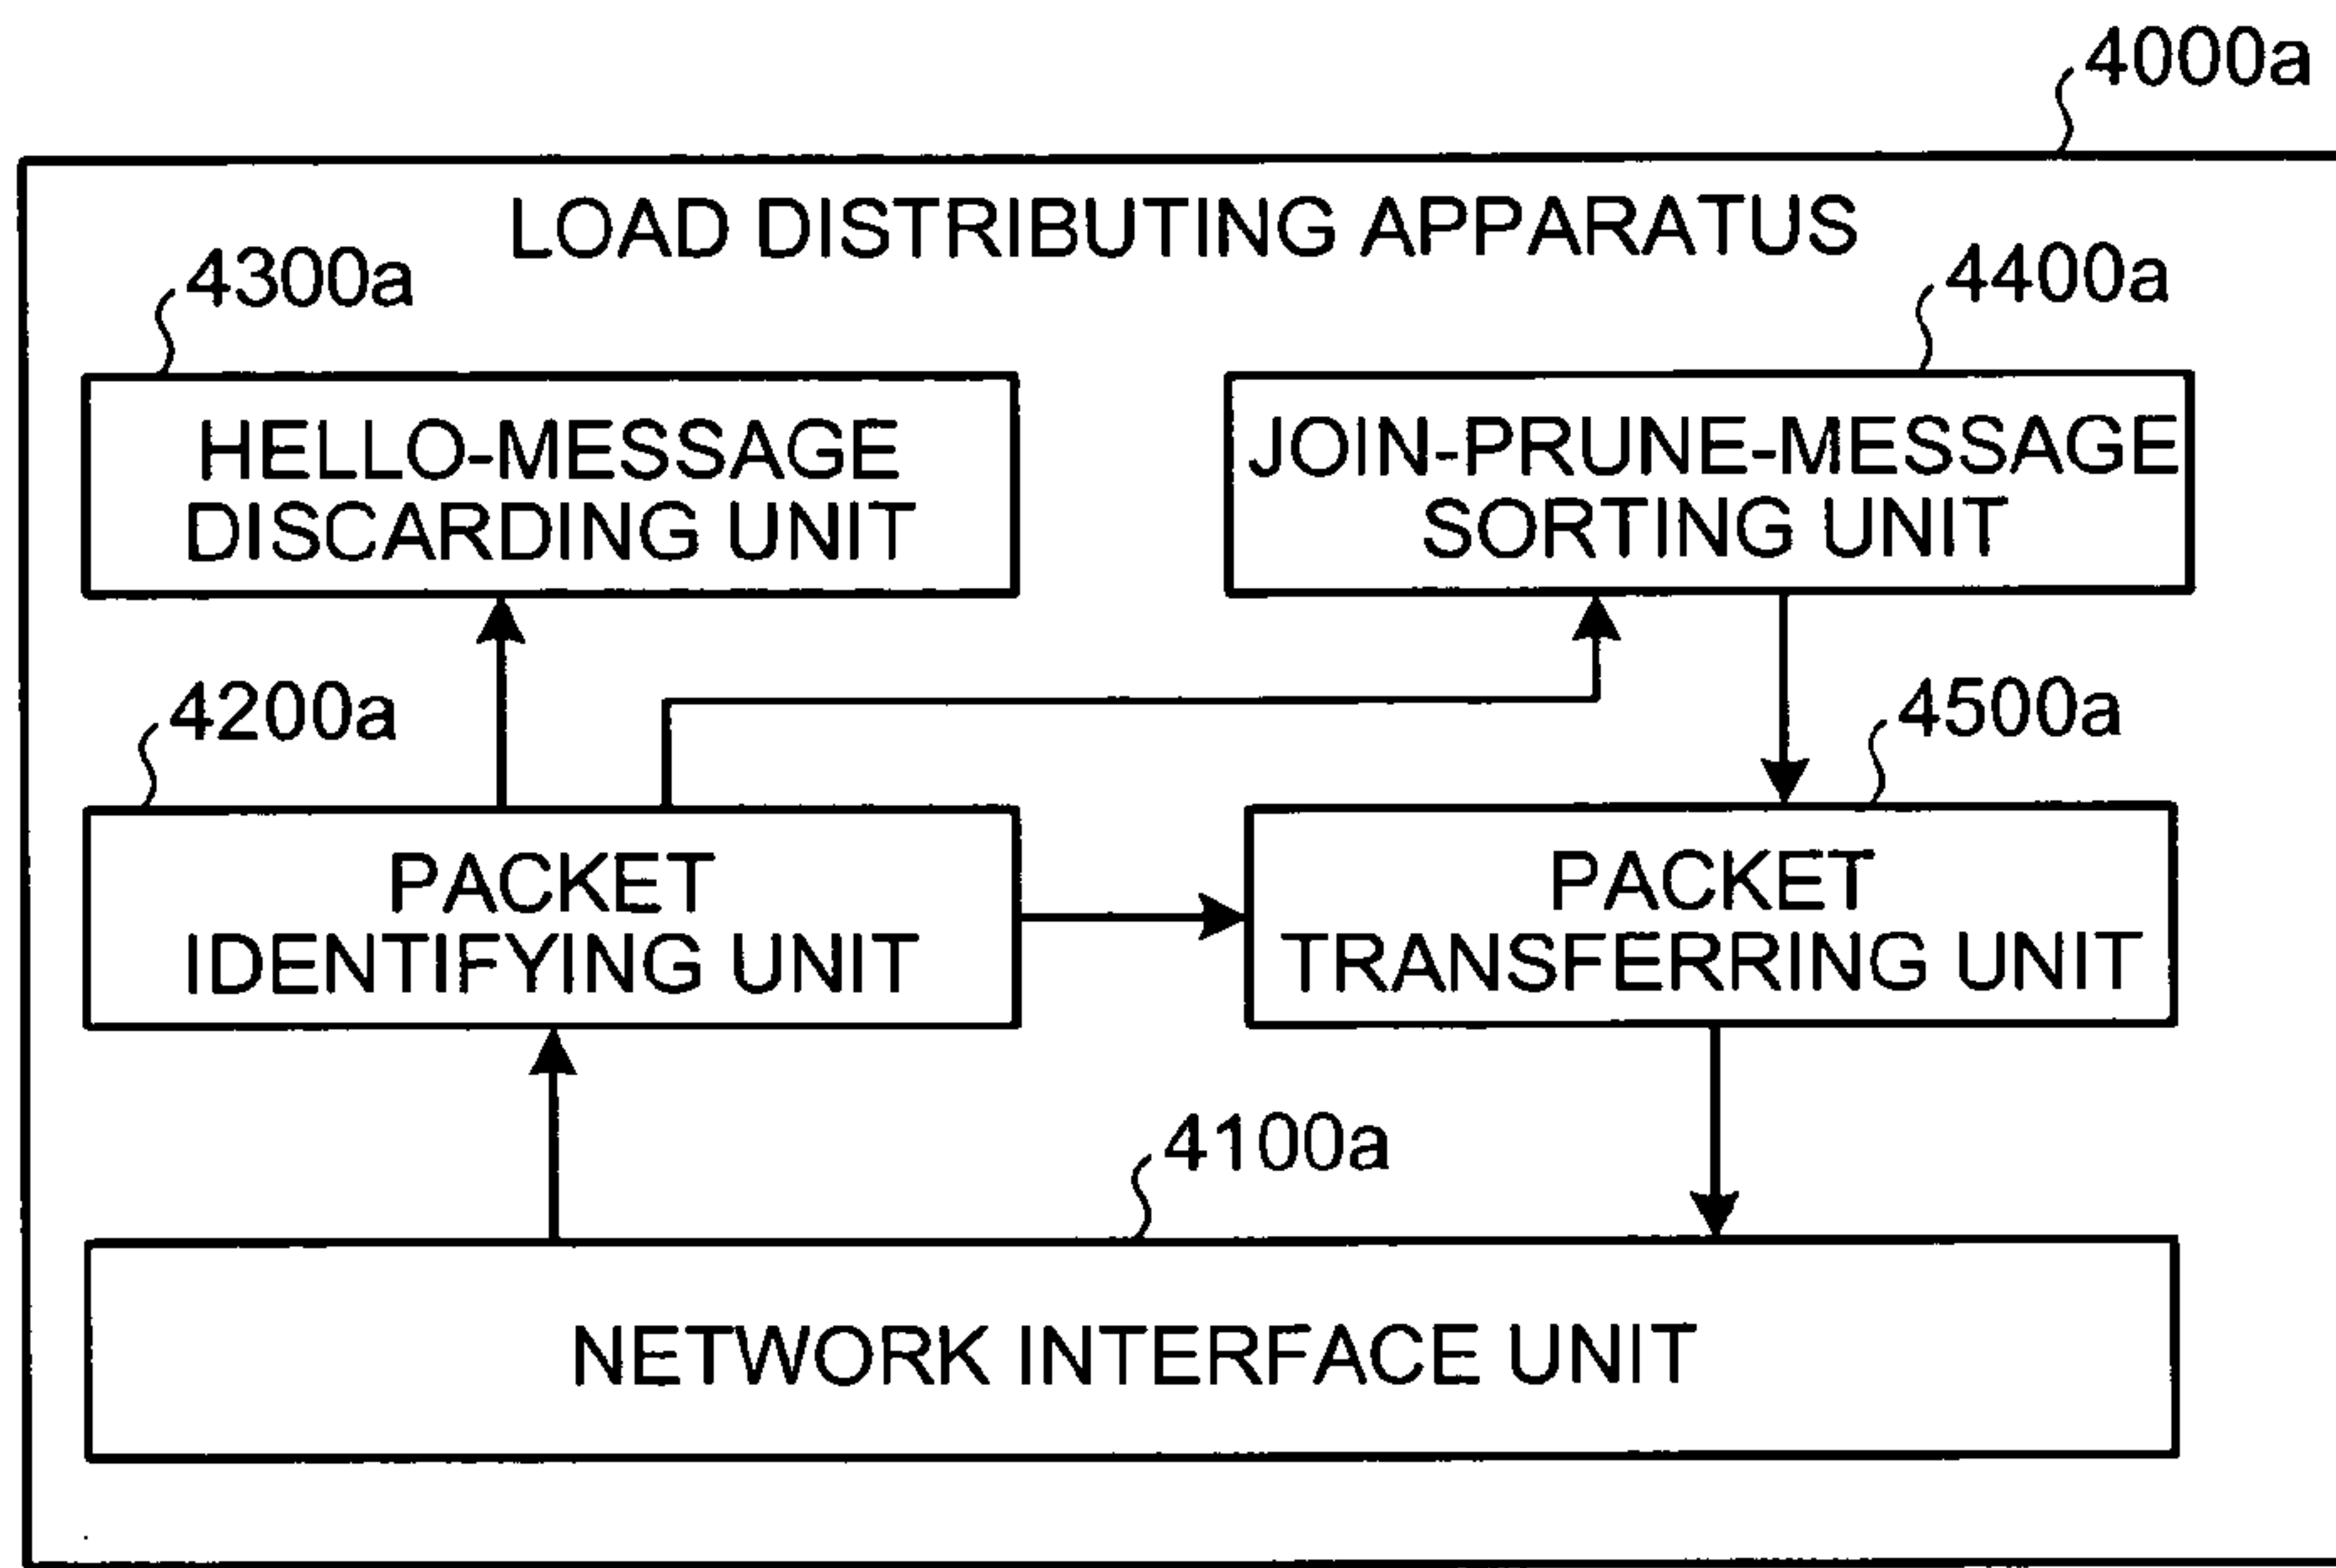 4000a
LOAD DISTRIBUTING APPARATUS
4300a
4400a
HELLO-MESSAGE
DISCARDING UNIT
JOIN-PRUNE-MESSAGE
SORTING UNIT
4200a
4500a
PACKET
IDENTIFYING UNIT
PACKET
TRANSFERRING UNIT
4100a
NETWORK INTERFACE UNIT